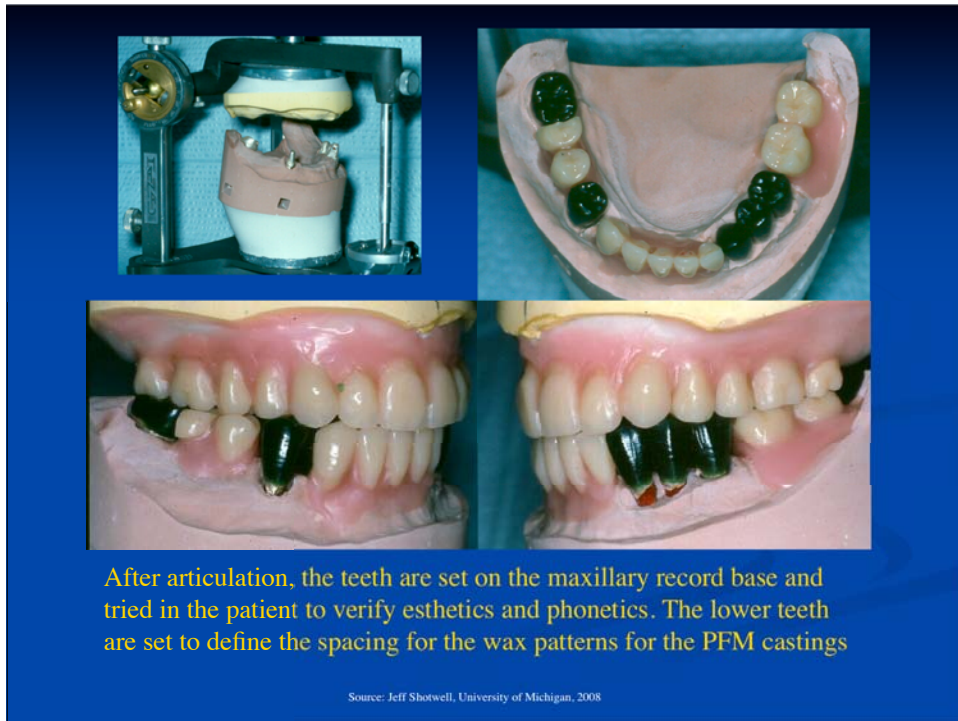 After articulation, the teeth are set on the maxillary record base and
tried in the patient to verify esthetics and phonetics. The lower teeth
are set to define the spacing for the wax patterns for the PFM castings
Source: Jeff Shotwell, University of Michigan, 2008